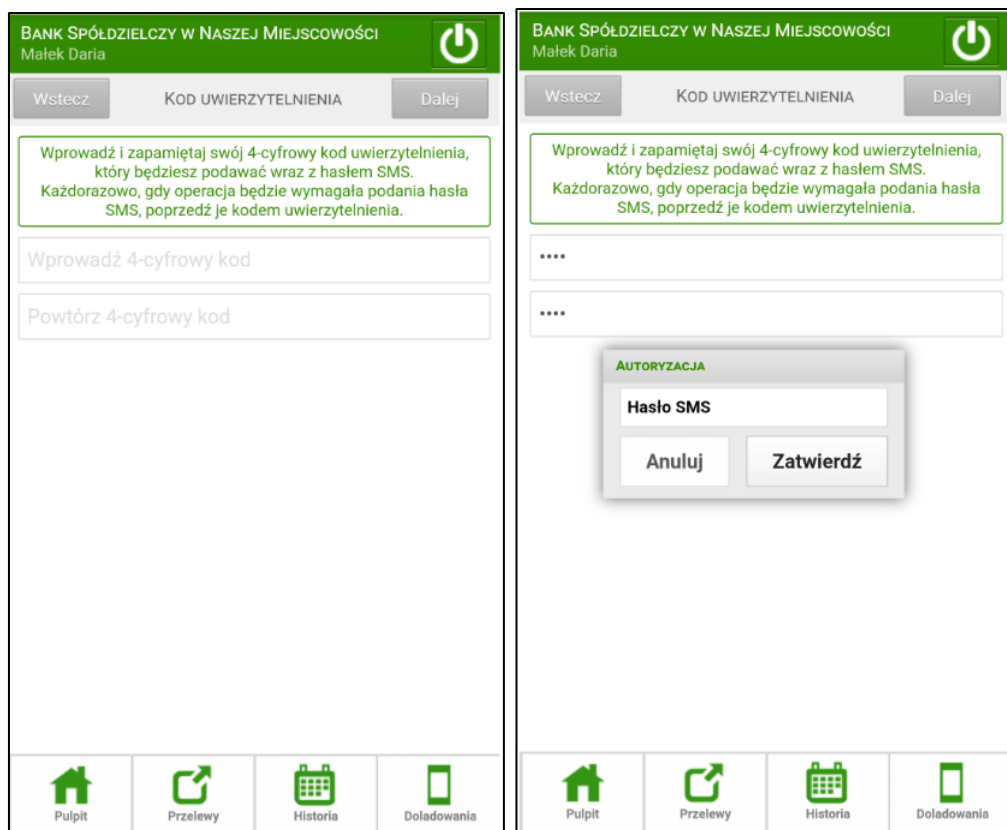 BANK SPÓŁDZIELCZY W NASZEJ MIEJSCOWOŚCI
Małek Daria
Wstecz
KOD UWIERZYTELNIENIA
Dalej
Wprowadź i zapamiętaj swój 4-cyfrowy kod uwierzytelnienia,
który będziesz podawać wraz z hasłem SMS.
Każdorazowo, gdy operacja będzie wymagała podania hasła
SMS, poprzedź je kodem uwierzytelnienia.
Wprowadź 4-cyfrowy kod
Powtórz 4-cyfrowy kod
Pulpit
Przelewy
Historia
Doladowania
BANK SPÓŁDZIELCZY W NASZEJ MIEJSCOWOŚCI
Małek Daria
Wstecz
KOD UWIERZYTELNIENIA
Dalej
Wprowadź i zapamiętaj swój 4-cyfrowy kod uwierzytelnienia,
który będziesz podawać wraz z hasłem SMS.
Każdorazowo, gdy operacja będzie wymagała podania hasła
SMS, poprzedź je kodem uwierzytelnienia.
••••
••••
AUTORYZACJA
Hasło SMS
Anuluj
Zatwierdź
Pulpit
Przelewy
Historia
Doladowania